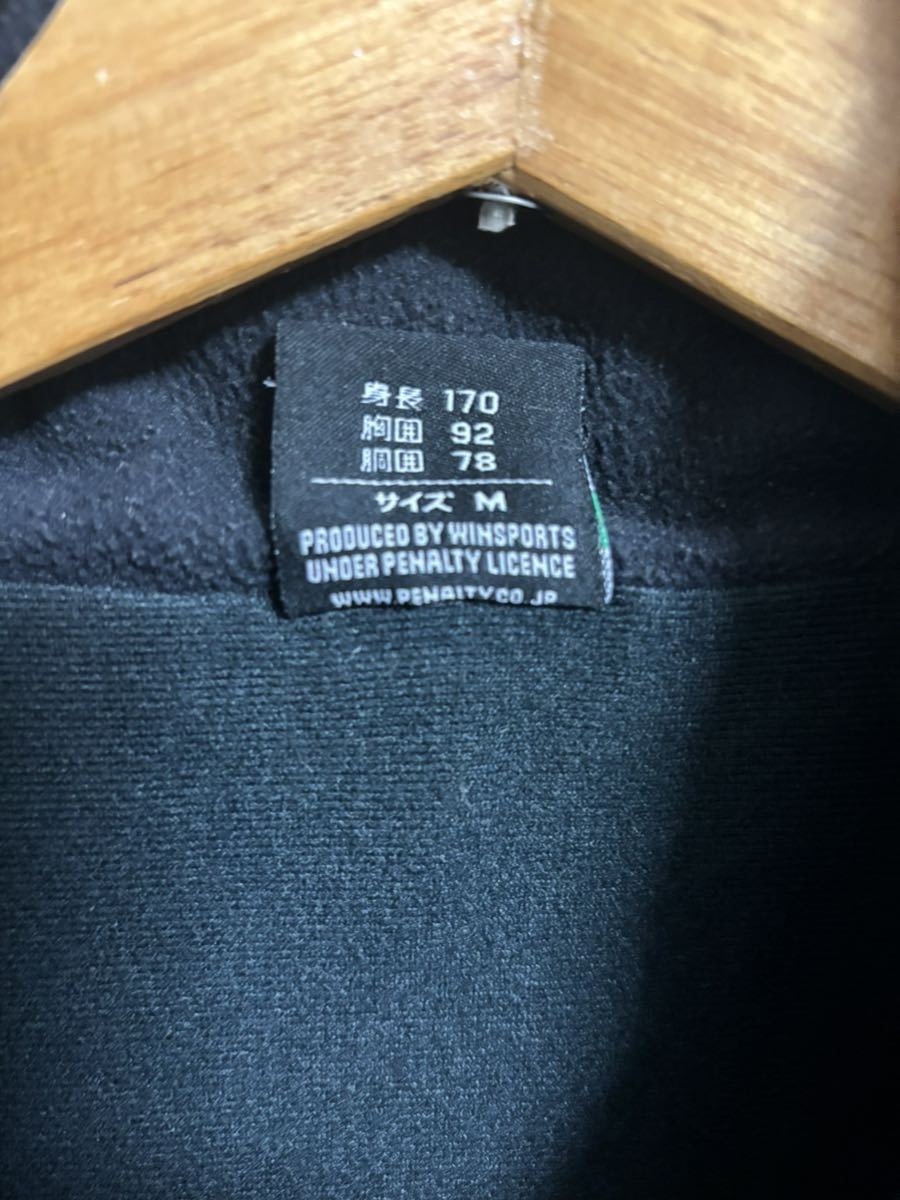 身長 170
胸囲 92
胴囲 78
サイズ M
PRODUCED BY WINSPORTS
UNDER PENALTY LICENCE
WWW.PENALTY.CO.JP